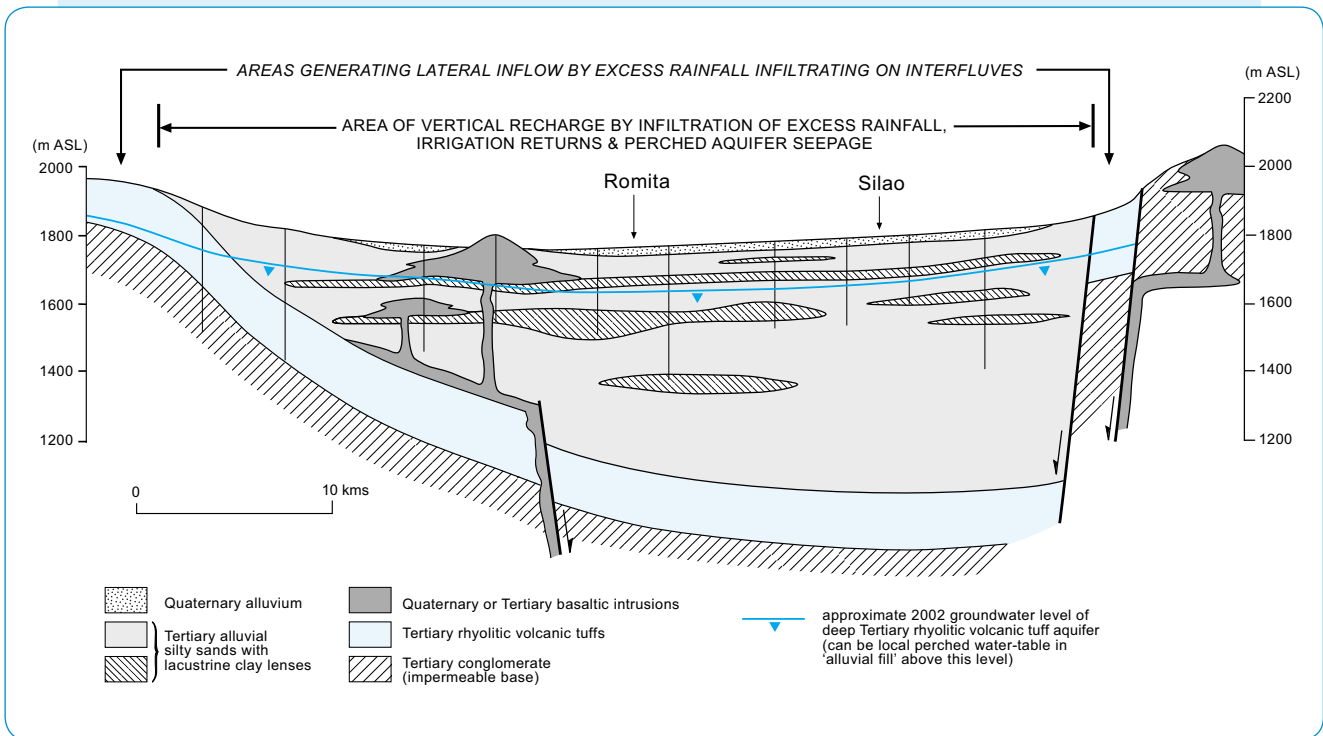 AREAS GENERATING LATERAL INFLOW BY EXCESS RAINFALL INFILTRATING ON INTERFLUVES
(m ASL)
2200
AREA OF VERTICAL RECHARGE BY INFILTRATION OF EXCESS RAINFALL,
IRRIGATION RETURNS & PERCHED AQUIFER SEEPAGE
(m ASL)
2000
2000
Romita
Silao
1800
1800
1600
1600
1400
1400
1200
1200
0
10 kms
Quaternary alluvium
Tertiary alluvial
silty sands with
lacustrine clay lenses
Quaternary or Tertiary basaltic intrusions
Tertiary rhyolitic volcanic tuffs
Tertiary conglomerate
(impermeable base)
approximate 2002 groundwater level of
deep Tertiary rhyolitic volcanic tuff aquifer
(can be local perched water-table in
'alluvial fill' above this level)